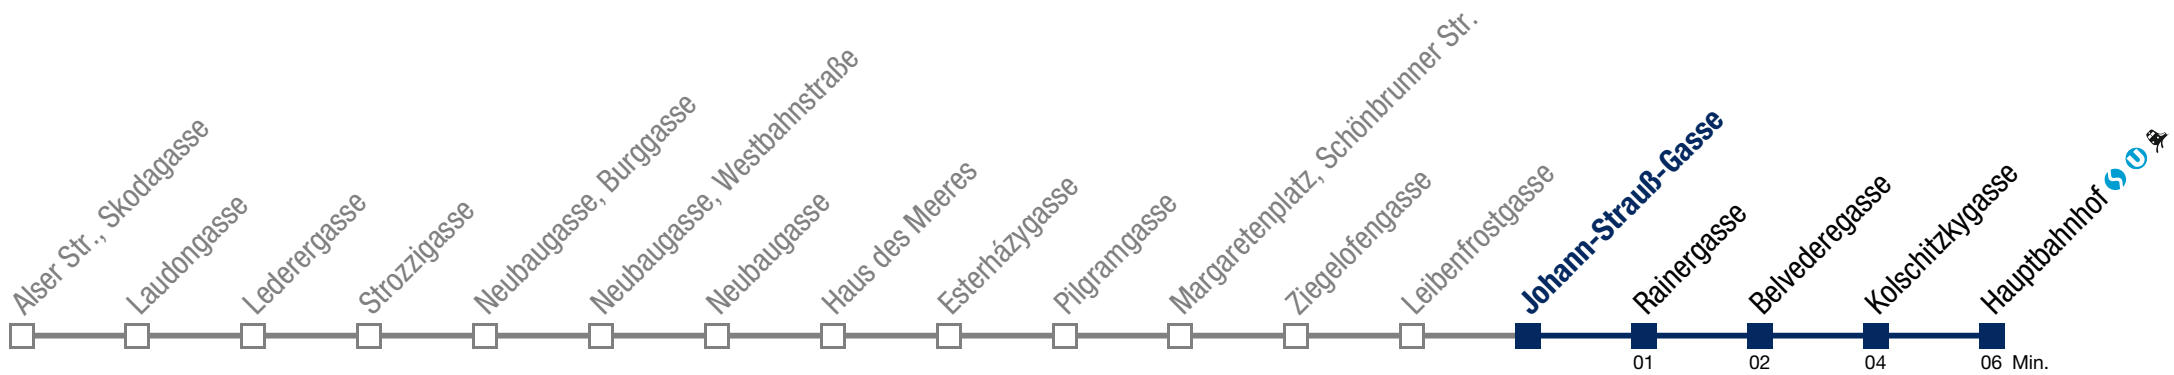 Alser Str., Skodagasse
Laudongasse
Lederergasse
Strozzigasse
Neubaugasse, Burggasse
Neubaugasse, Westbahnstraße
Neubaugasse
Haus des Meeres
Esterházygasse
Pilgramgasse
Margaretenplatz, Schönbrunner Str.
Ziegelofengasse
Leibenfrostgasse
Johann-Strauß-Gasse
Rainergasse
Belvederegasse
Kolschitzkygasse
Hauptbahnhof S U
01 02 04 06 Min.